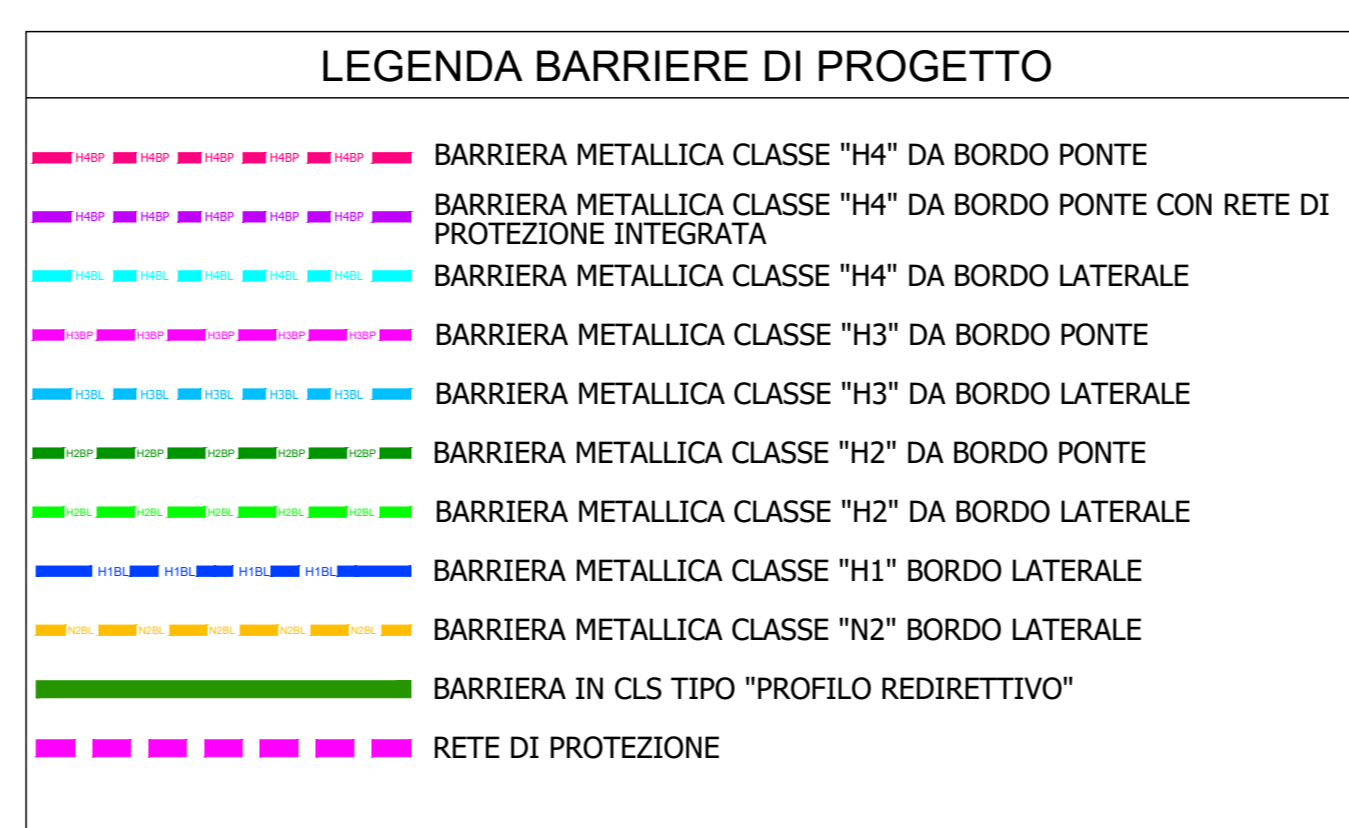 LEGENDA BARRIERE DI PROGETTO
H4BP H4BP H4BP H4BP H4BP BARRIERA METALLICA CLASSE "H4" DA BORDO PONTE
H4BP H4BP H4BP H4BP H4BP BARRIERA METALLICA CLASSE "H4" DA BORDO PONTE CON RETE DI
PROTEZIONE INTEGRATA
H4BL H4BL H4BL H4BL H4BL BARRIERA METALLICA CLASSE "H4" DA BORDO LATERALE
H3BP H3BP H3BP H3BP H3BP BARRIERA METALLICA CLASSE "H3" DA BORDO PONTE
H3BL H3BL H3BL H3BL H3BL BARRIERA METALLICA CLASSE "H3" DA BORDO LATERALE
H2BP H2BP H2BP H2BP H2BP BARRIERA METALLICA CLASSE "H2" DA BORDO PONTE
H2BL H2BL H2BL H2BL H2BL BARRIERA METALLICA CLASSE "H2" DA BORDO LATERALE
H1BL H1BL H1BL H1BL BARRIERA METALLICA CLASSE "H1" BORDO LATERALE
N2BL N2BL N2BL N2BL N2BL BARRIERA METALLICA CLASSE "N2" BORDO LATERALE
BARRIERA IN CLS TIPO "PROFILO REDIRETTIVO"
RETE DI PROTEZIONE